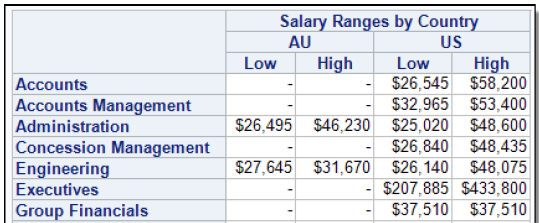 Salary Ranges by Country
AU US
Low High Low High
Accounts - - $26,545 $58,200
Accounts Management - - $32,965 $53,400
Administration $26,495 $46,230 $25,020 $48,600
Concession Management - - $26,840 $48,435
Engineering $27,645 $31,670 $26,140 $48,075
Executives - - $207,885 $433,800
Group Financials - - $37,510 $37,510